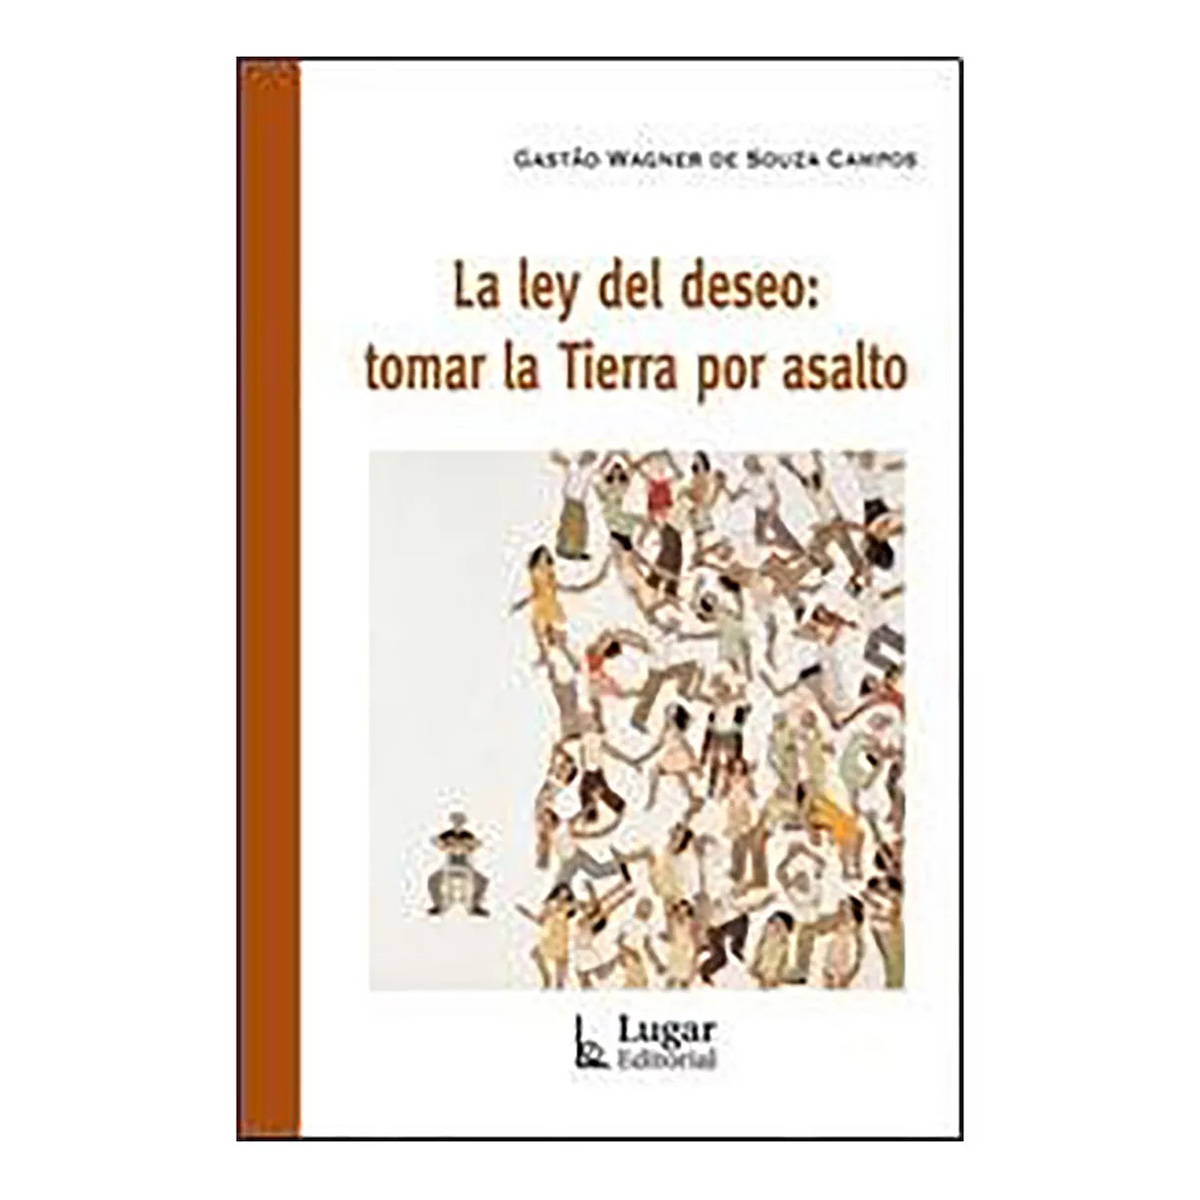 Gastão Wagner de Souza Campos
La ley del deseo:
tomar la Tierra por asalto
Lugar
Editorial